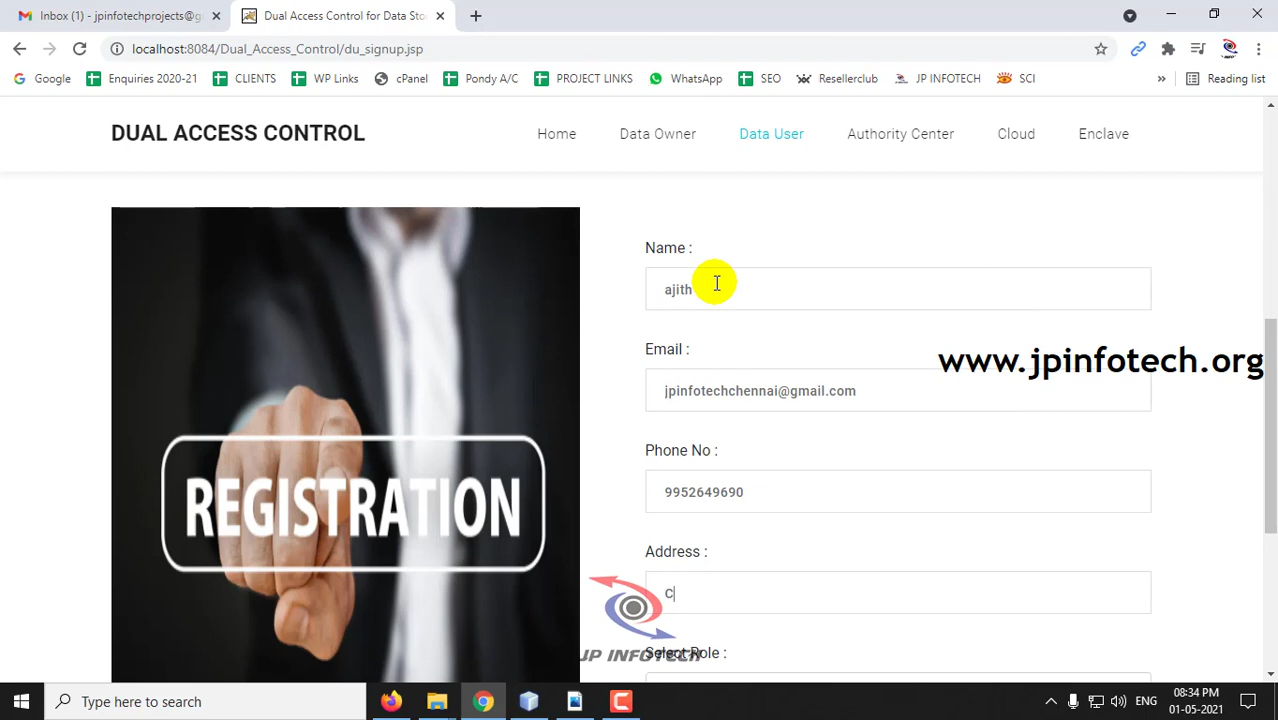 Inbox (1) - jpinfotechprojects@g
Dual Access Control for Data Sto
localhost:8084/Dual_Access_Control/du_signup.jsp
Google Enquiries 2020-21 CLIENTS WP Links cPanel Pondy A/C PROJECT LINKS WhatsApp SEO Resellerclub JP INFOTECH SCI » Reading list
DUAL ACCESS CONTROL
Home Data Owner Data User Authority Center Cloud Enclave
Name :
ajith
Email :
www.jpinfotech.org
jpinfotechchennai@gmail.com
Phone No :
9952649690
REGISTRATION
Address :
C
JP INFOTECH
Select Role :
Type here to search
ENG
08:34 PM
01-05-2021